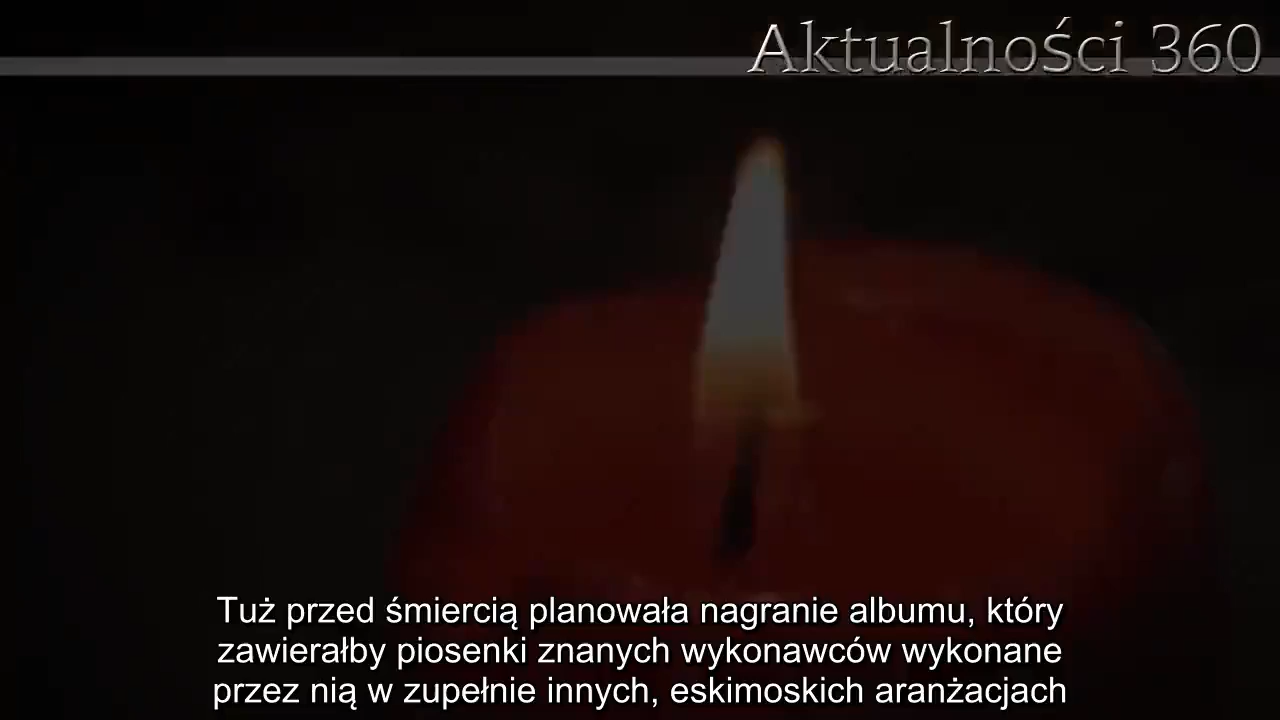 Aktualności 360
Tuż przed śmiercią planowała nagranie albumu, który
zawierałby piosenki znanych wykonawców wykonane
przez nią w zupełnie innych, eskimoskich aranżacjach